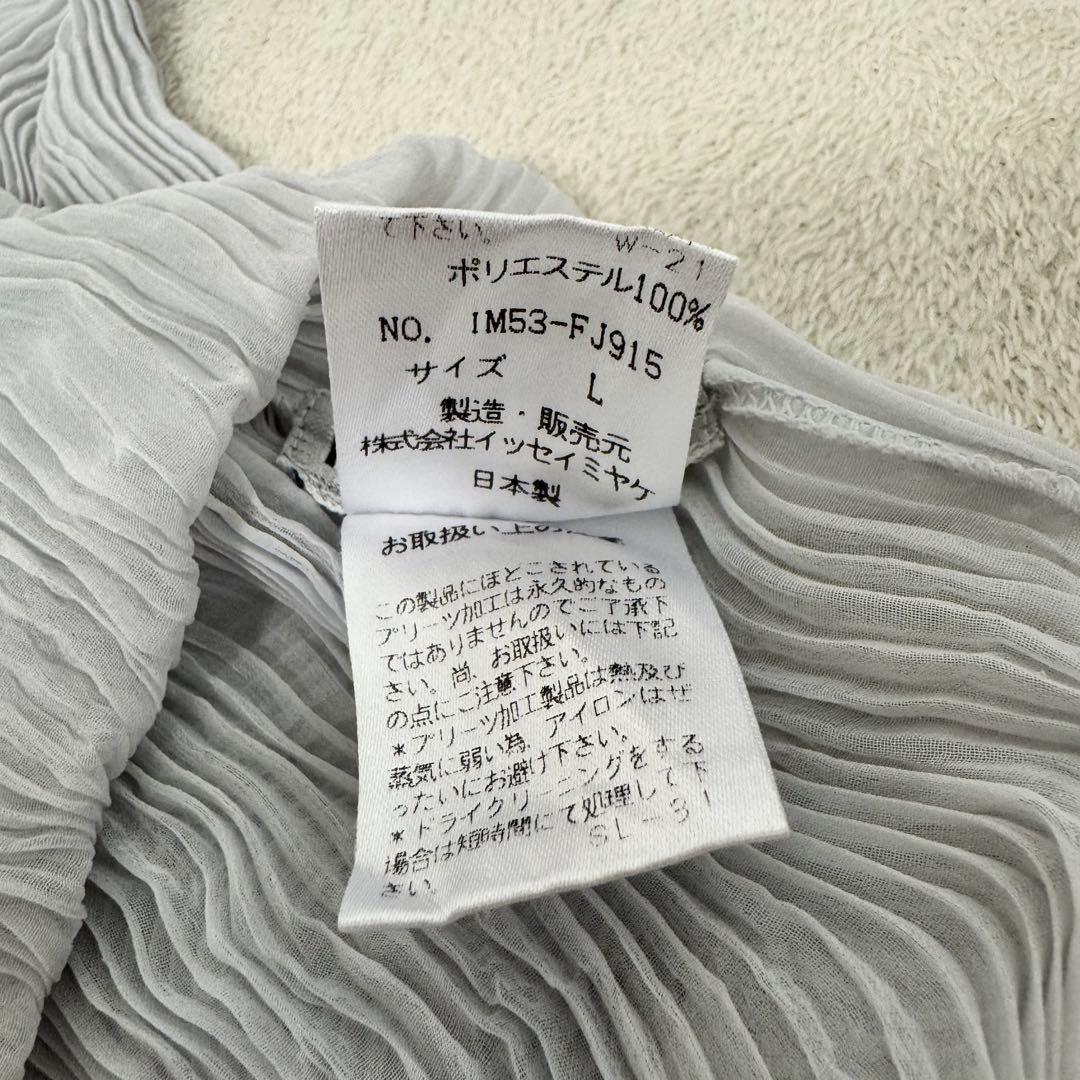 て下さい。
W-21
ポリエステル100%
NO. IM53-FJ915
サイズ L
製造・販売元
株式会社イッセイミヤケ
日本製
お取扱い上の
この製品にほどこされている
プリーツ加工は永久的なもの
ではありませんのでご了承下
さい。尚、お取扱いには下記
の点にご注意下さい。
*プリーツ加工製品は熱及び
蒸気に弱い為、アイロンはぜ
ったいにお避け下さい。
*ドライクリーニングをする
場合は短時間にて処理して下
さい。 SL-31